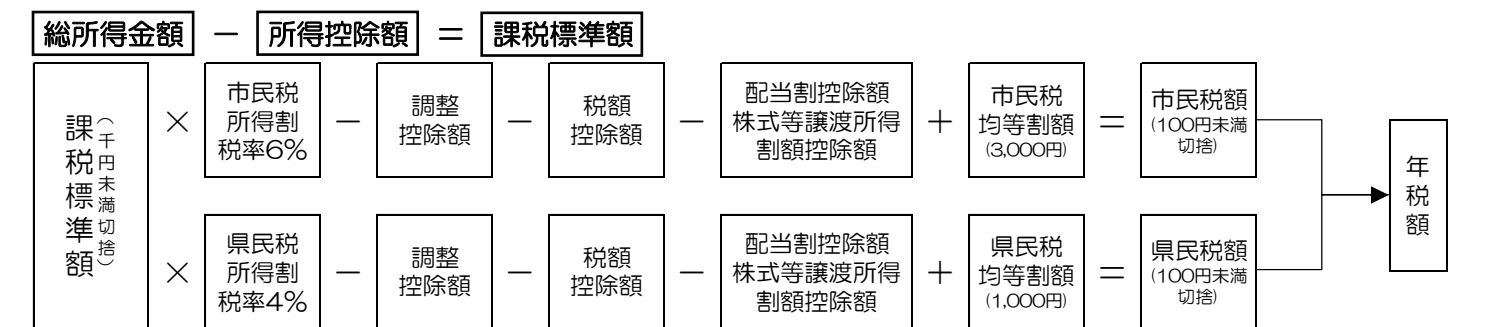 総所得金額 － 所得控除額 ＝ 課税標準額
課税標準額
（千円未満切捨）
×
市民税
所得割
税率6%
－
調整
控除額
－
税額
控除額
－
配当割控除額
株式等譲渡所得
割額控除額
＋
市民税
均等割額
(3,000円)
＝
市民税額
(100円未満
切捨)
×
県民税
所得割
税率4%
－
調整
控除額
－
税額
控除額
－
配当割控除額
株式等譲渡所得
割額控除額
＋
県民税
均等割額
(1,000円)
＝
県民税額
(100円未満
切捨)
年税額